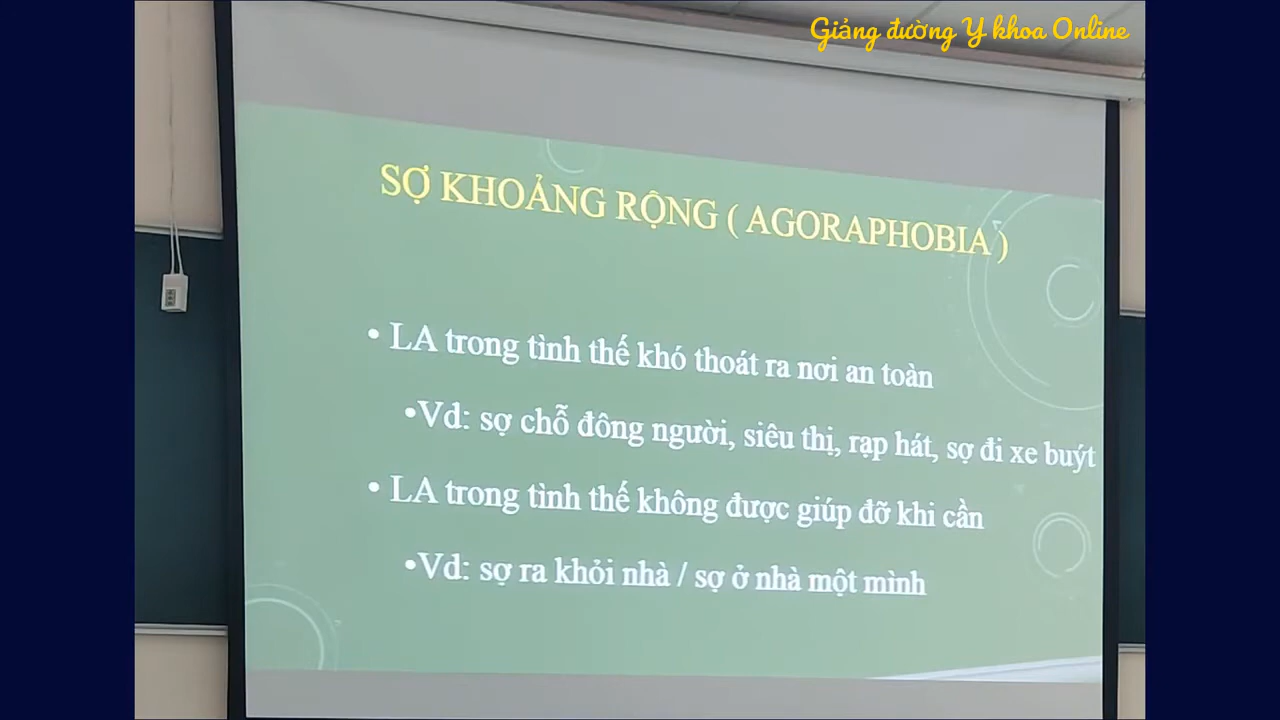 Giảng đường Y khoa Online
SỢ KHOẢNG RỘNG ( AGORAPHOBIA )
• LA trong tình thế khó thoát ra nơi an toàn
•Vd: sợ chỗ đông người, siêu thị, rạp hát, sợ đi xe buýt
• LA trong tình thế không được giúp đỡ khi cần
•Vd: sợ ra khỏi nhà / sợ ở nhà một mình